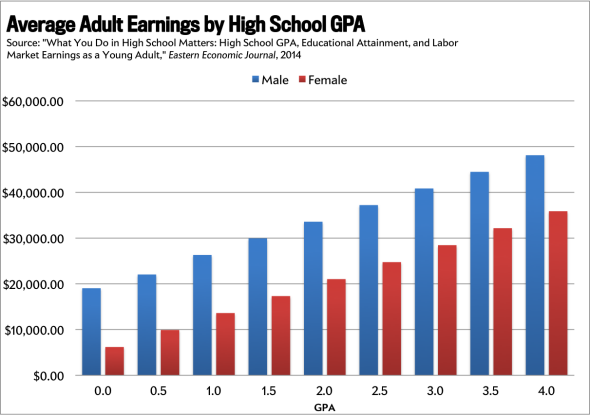 Average Adult Earnings by High School GPA
Source: "What You Do in High School Matters: High School GPA, Educational Attainment, and Labor
Market Earnings as a Young Adult," Eastern Economic Journal, 2014
Male Female
$60,000.00
$50,000.00
$40,000.00
$30,000.00
$20,000.00
$10,000.00
$0.00
0.0 0.5 1.0 1.5 2.0 2.5 3.0 3.5 4.0
GPA